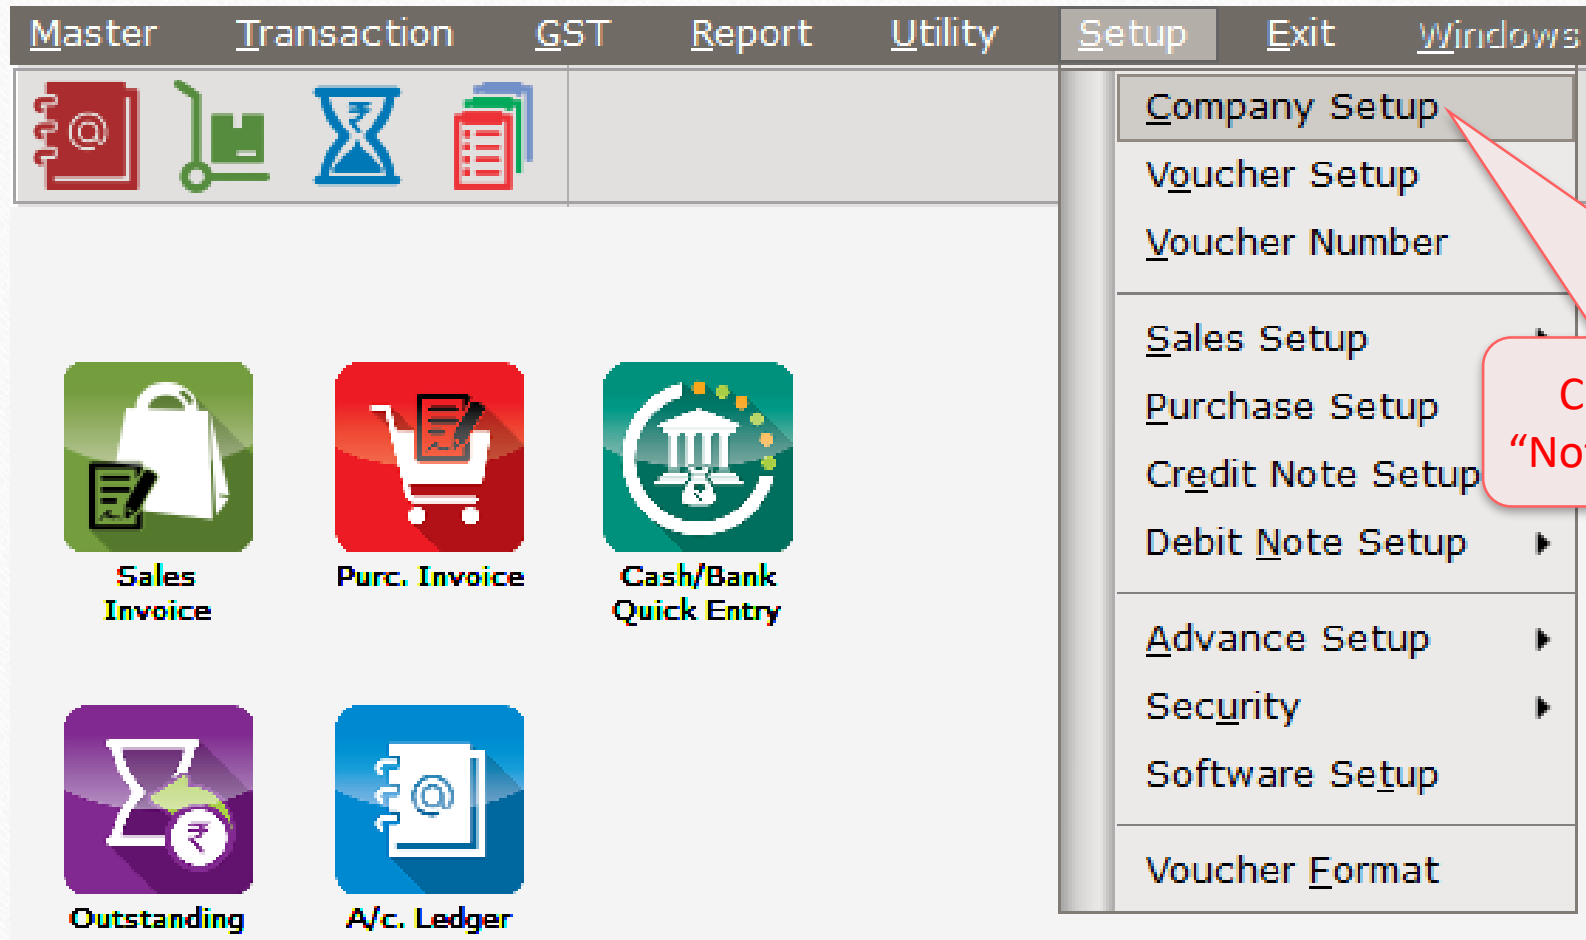 Master Transaction GST Report Utility Setup Exit Windows
Company Setup
Voucher Setup
Voucher Number
Sales Setup
Purchase Setup
Credit Note Setup
Debit Note Setup
Advance Setup
Security
Software Setup
Voucher Format
Sales
Invoice
Purc. Invoice
Cash/Bank
Quick Entry
Outstanding
A/c. Ledger